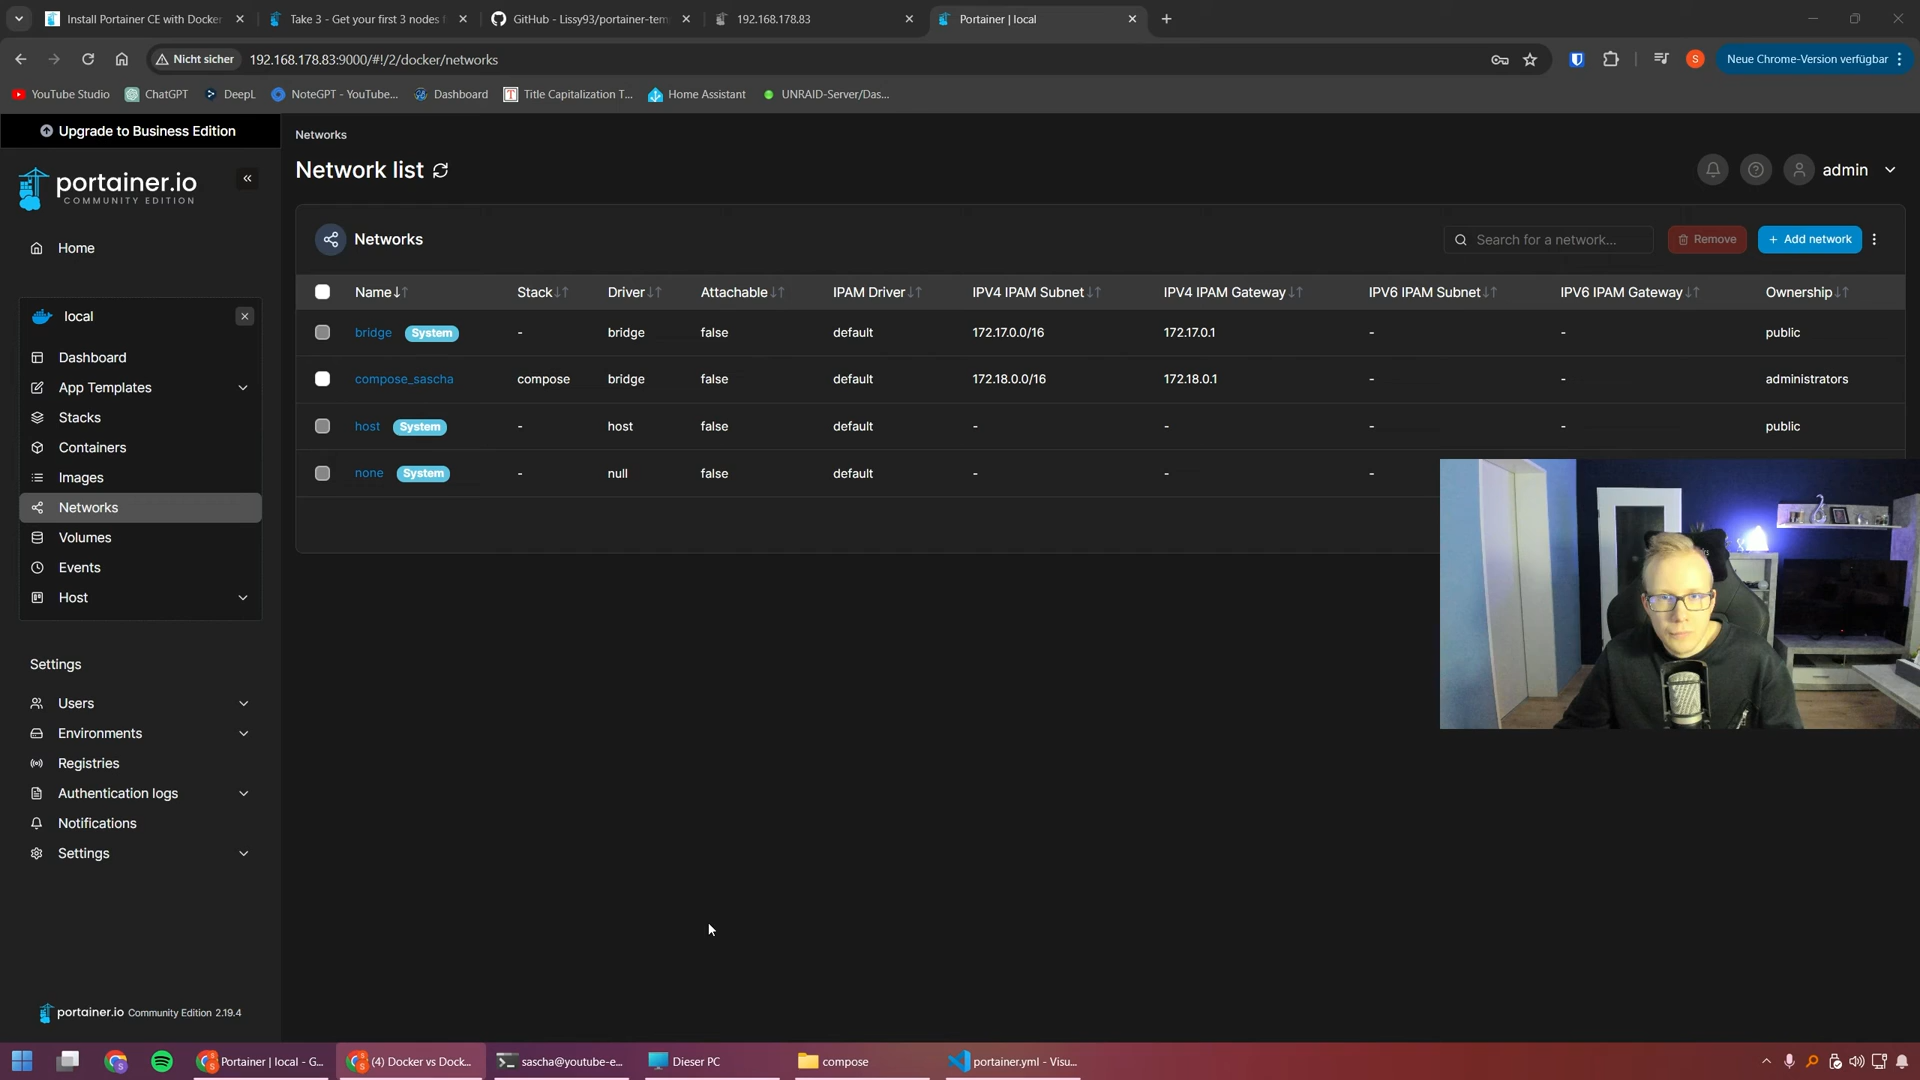 Install Portainer CE with Docker
Take 3 - Get your first 3 nodes f
GitHub - Lissy93/portainer-tem
192.168.178.83
Portainer | local
Nicht sicher
192.168.178.83:9000/#!/2/docker/networks
S
Neue Chrome-Version verfügbar
YouTube Studio
ChatGPT
DeepL
NoteGPT - YouTube...
Dashboard
Title Capitalization T...
Home Assistant
UNRAID-Server/Das...
Upgrade to Business Edition
portainer.io
COMMUNITY EDITION
Home
local
Dashboard
App Templates
Stacks
Containers
Images
Networks
Volumes
Events
Host
Settings
Users
Environments
Registries
Authentication logs
Notifications
Settings
portainer.io Community Edition 2.19.4
Networks
Network list
admin
Networks
Search for a network...
Remove
+ Add network
Name Stack Driver Attachable IPAM Driver IPV4 IPAM Subnet IPV4 IPAM Gateway IPV6 IPAM Subnet IPV6 IPAM Gateway Ownership
bridge System - bridge false default 172.17.0.0/16 172.17.0.1 - - public
compose_sascha compose bridge false default 172.18.0.0/16 172.18.0.1 - - administrators
host System - host false default - - - - public
none System - null false default - - -
Portainer | local - G...
(4) Docker vs Dock...
sascha@youtube-e...
Dieser PC
compose
portainer.yml - Visu...